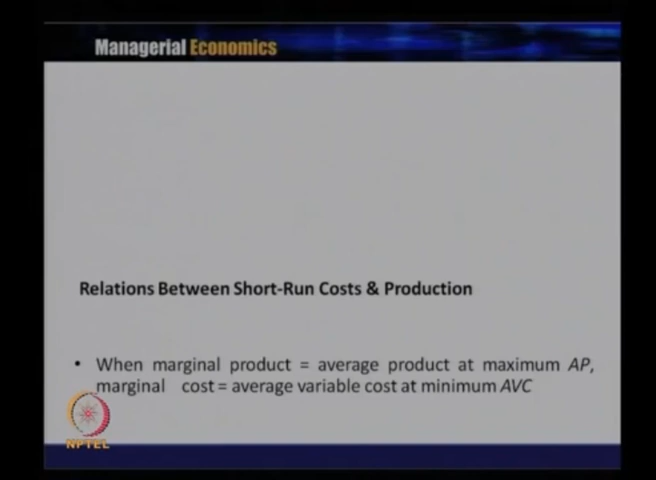 Managerial Economics
Relations Between Short-Run Costs & Production
• When marginal product = average product at maximum AP,
marginal cost = average variable cost at minimum AVC
NPTEL